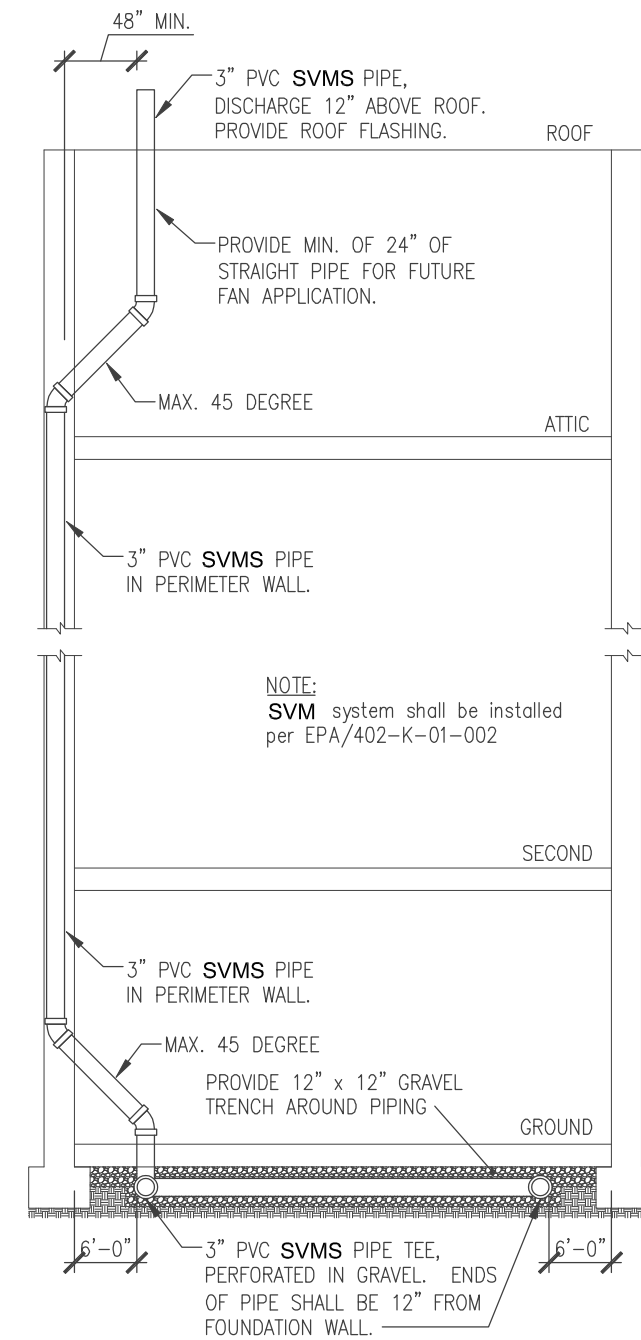 48" MIN.
3" PVC SVMS PIPE,
DISCHARGE 12" ABOVE ROOF.
PROVIDE ROOF FLASHING.
ROOF
PROVIDE MIN. OF 24" OF
STRAIGHT PIPE FOR FUTURE
FAN APPLICATION.
MAX. 45 DEGREE
ATTIC
3" PVC SVMS PIPE
IN PERIMETER WALL.
NOTE:
SVM system shall be installed
per EPA/402-K-01-002
SECOND
3" PVC SVMS PIPE
IN PERIMETER WALL.
MAX. 45 DEGREE
PROVIDE 12" x 12" GRAVEL
TRENCH AROUND PIPING
GROUND
6'-0"
3" PVC SVMS PIPE TEE,
PERFORATED IN GRAVEL. ENDS
OF PIPE SHALL BE 12" FROM
FOUNDATION WALL.
6'-0"